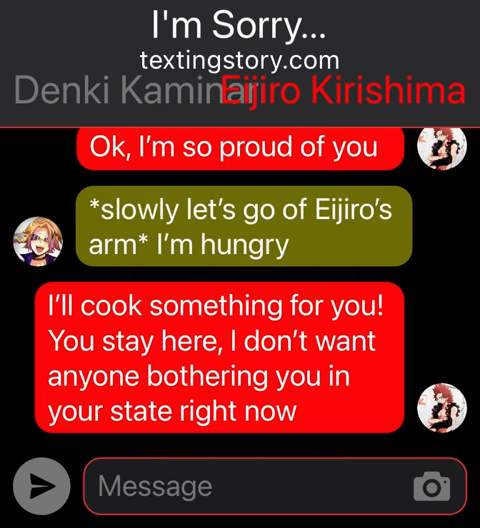 I'm Sorry...
textingstory.com
Denki Kaminari Eijiro Kirishima
Ok, I'm so proud of you
*slowly let's go of Eijiro's
arm* I'm hungry
I'll cook something for you!
You stay here, I don't want
anyone bothering you in
your state right now
Message